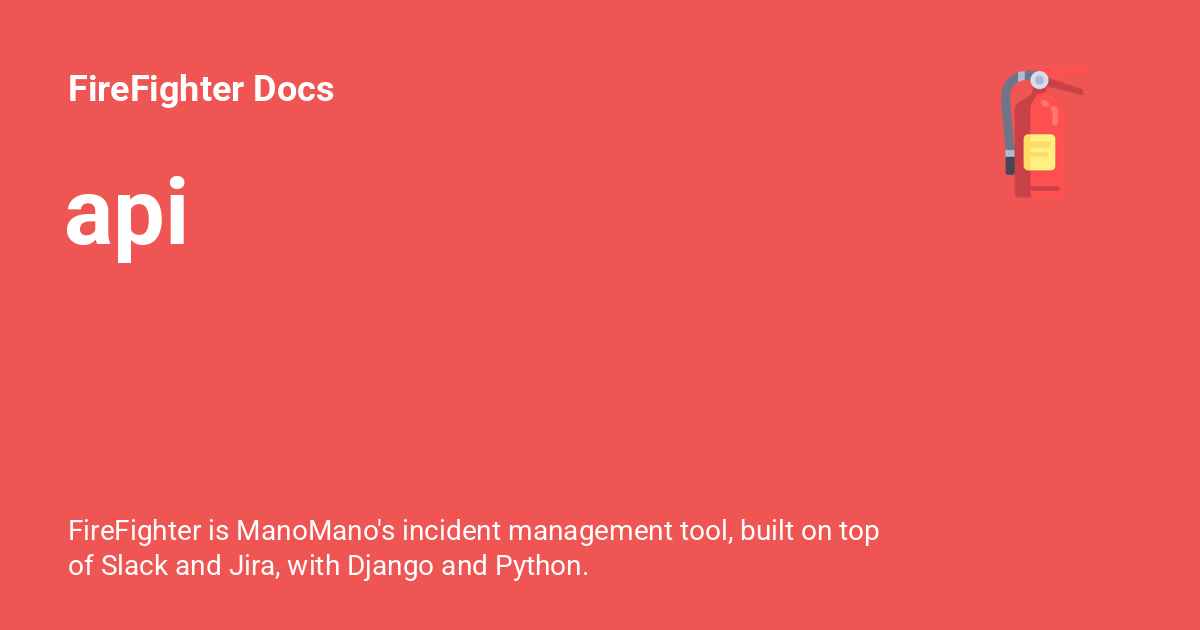 FireFighter Docs
api
FireFighter is ManoMano's incident management tool, built on top
of Slack and Jira, with Django and Python.